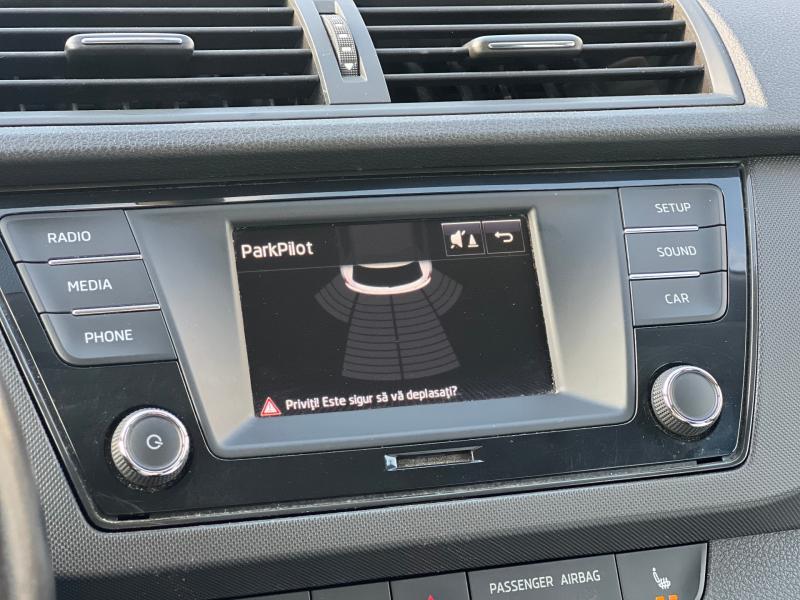 RADIO
MEDIA
PHONE
ParkPilot
Priviți! Este sigur să vă deplasați?
SETUP
SOUND
CAR
PASSENGER AIRBAG